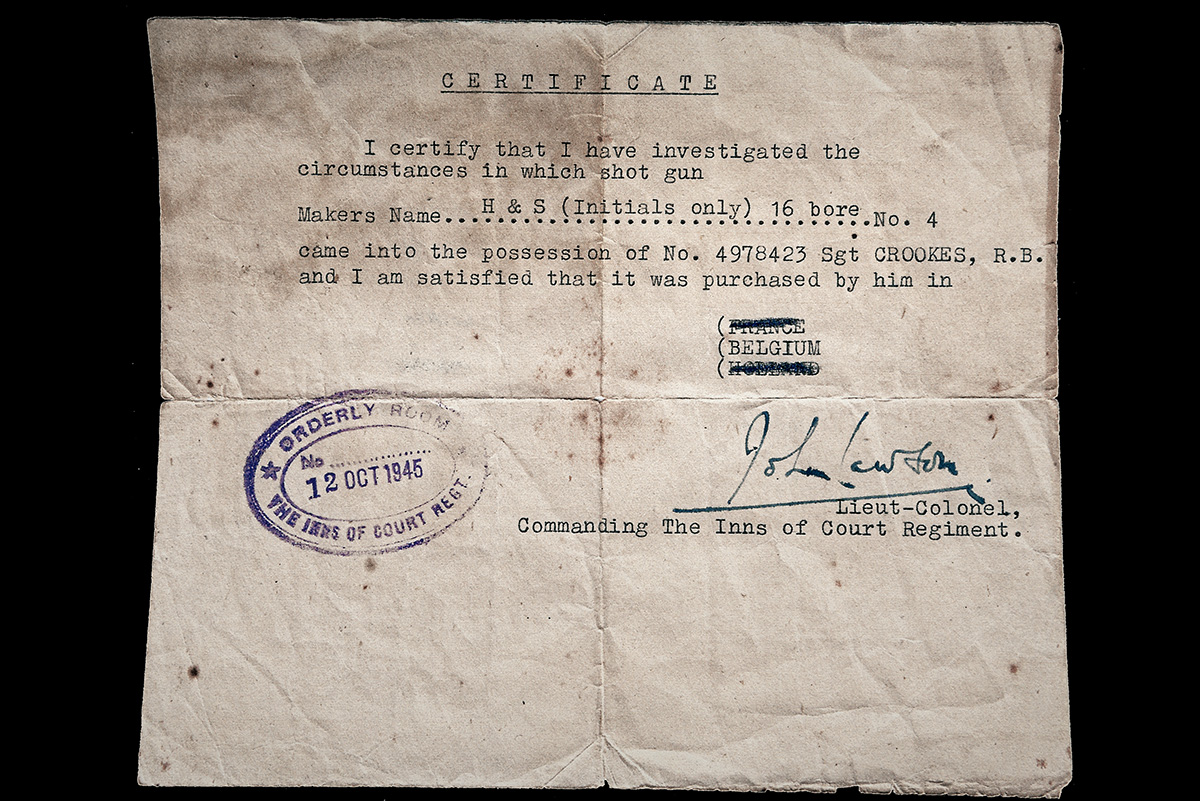 CERTIFICATE
I certify that I have investigated the
circumstances in which shot gun
Makers Name...H & S (Initials only) 16 bore.No. 4
came into the possession of No. 4978423 Sgt CROOKES, R.B.
and I am satisfied that it was purchased by him in
(FRANCE
(BELGIUM
(HOLLAND
ORDERLY ROOM
No ..............
12 OCT 1945
THE INNS OF COURT REGT.
John Lawson
Lieut-Colonel,
Commanding The Inns of Court Regiment.